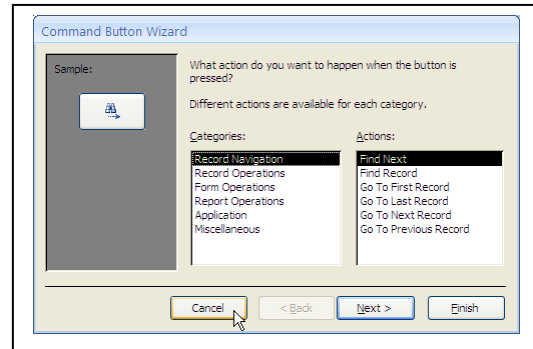 Command Button Wizard
Sample:
What action do you want to happen when the button is
pressed?
Different actions are available for each category.
Categories:
Actions:
Record Navigation
Record Operations
Form Operations
Report Operations
Application
Miscellaneous
Find Next
Find Record
Go To First Record
Go To Last Record
Go To Next Record
Go To Previous Record
Cancel
< Back
Next >
Finish